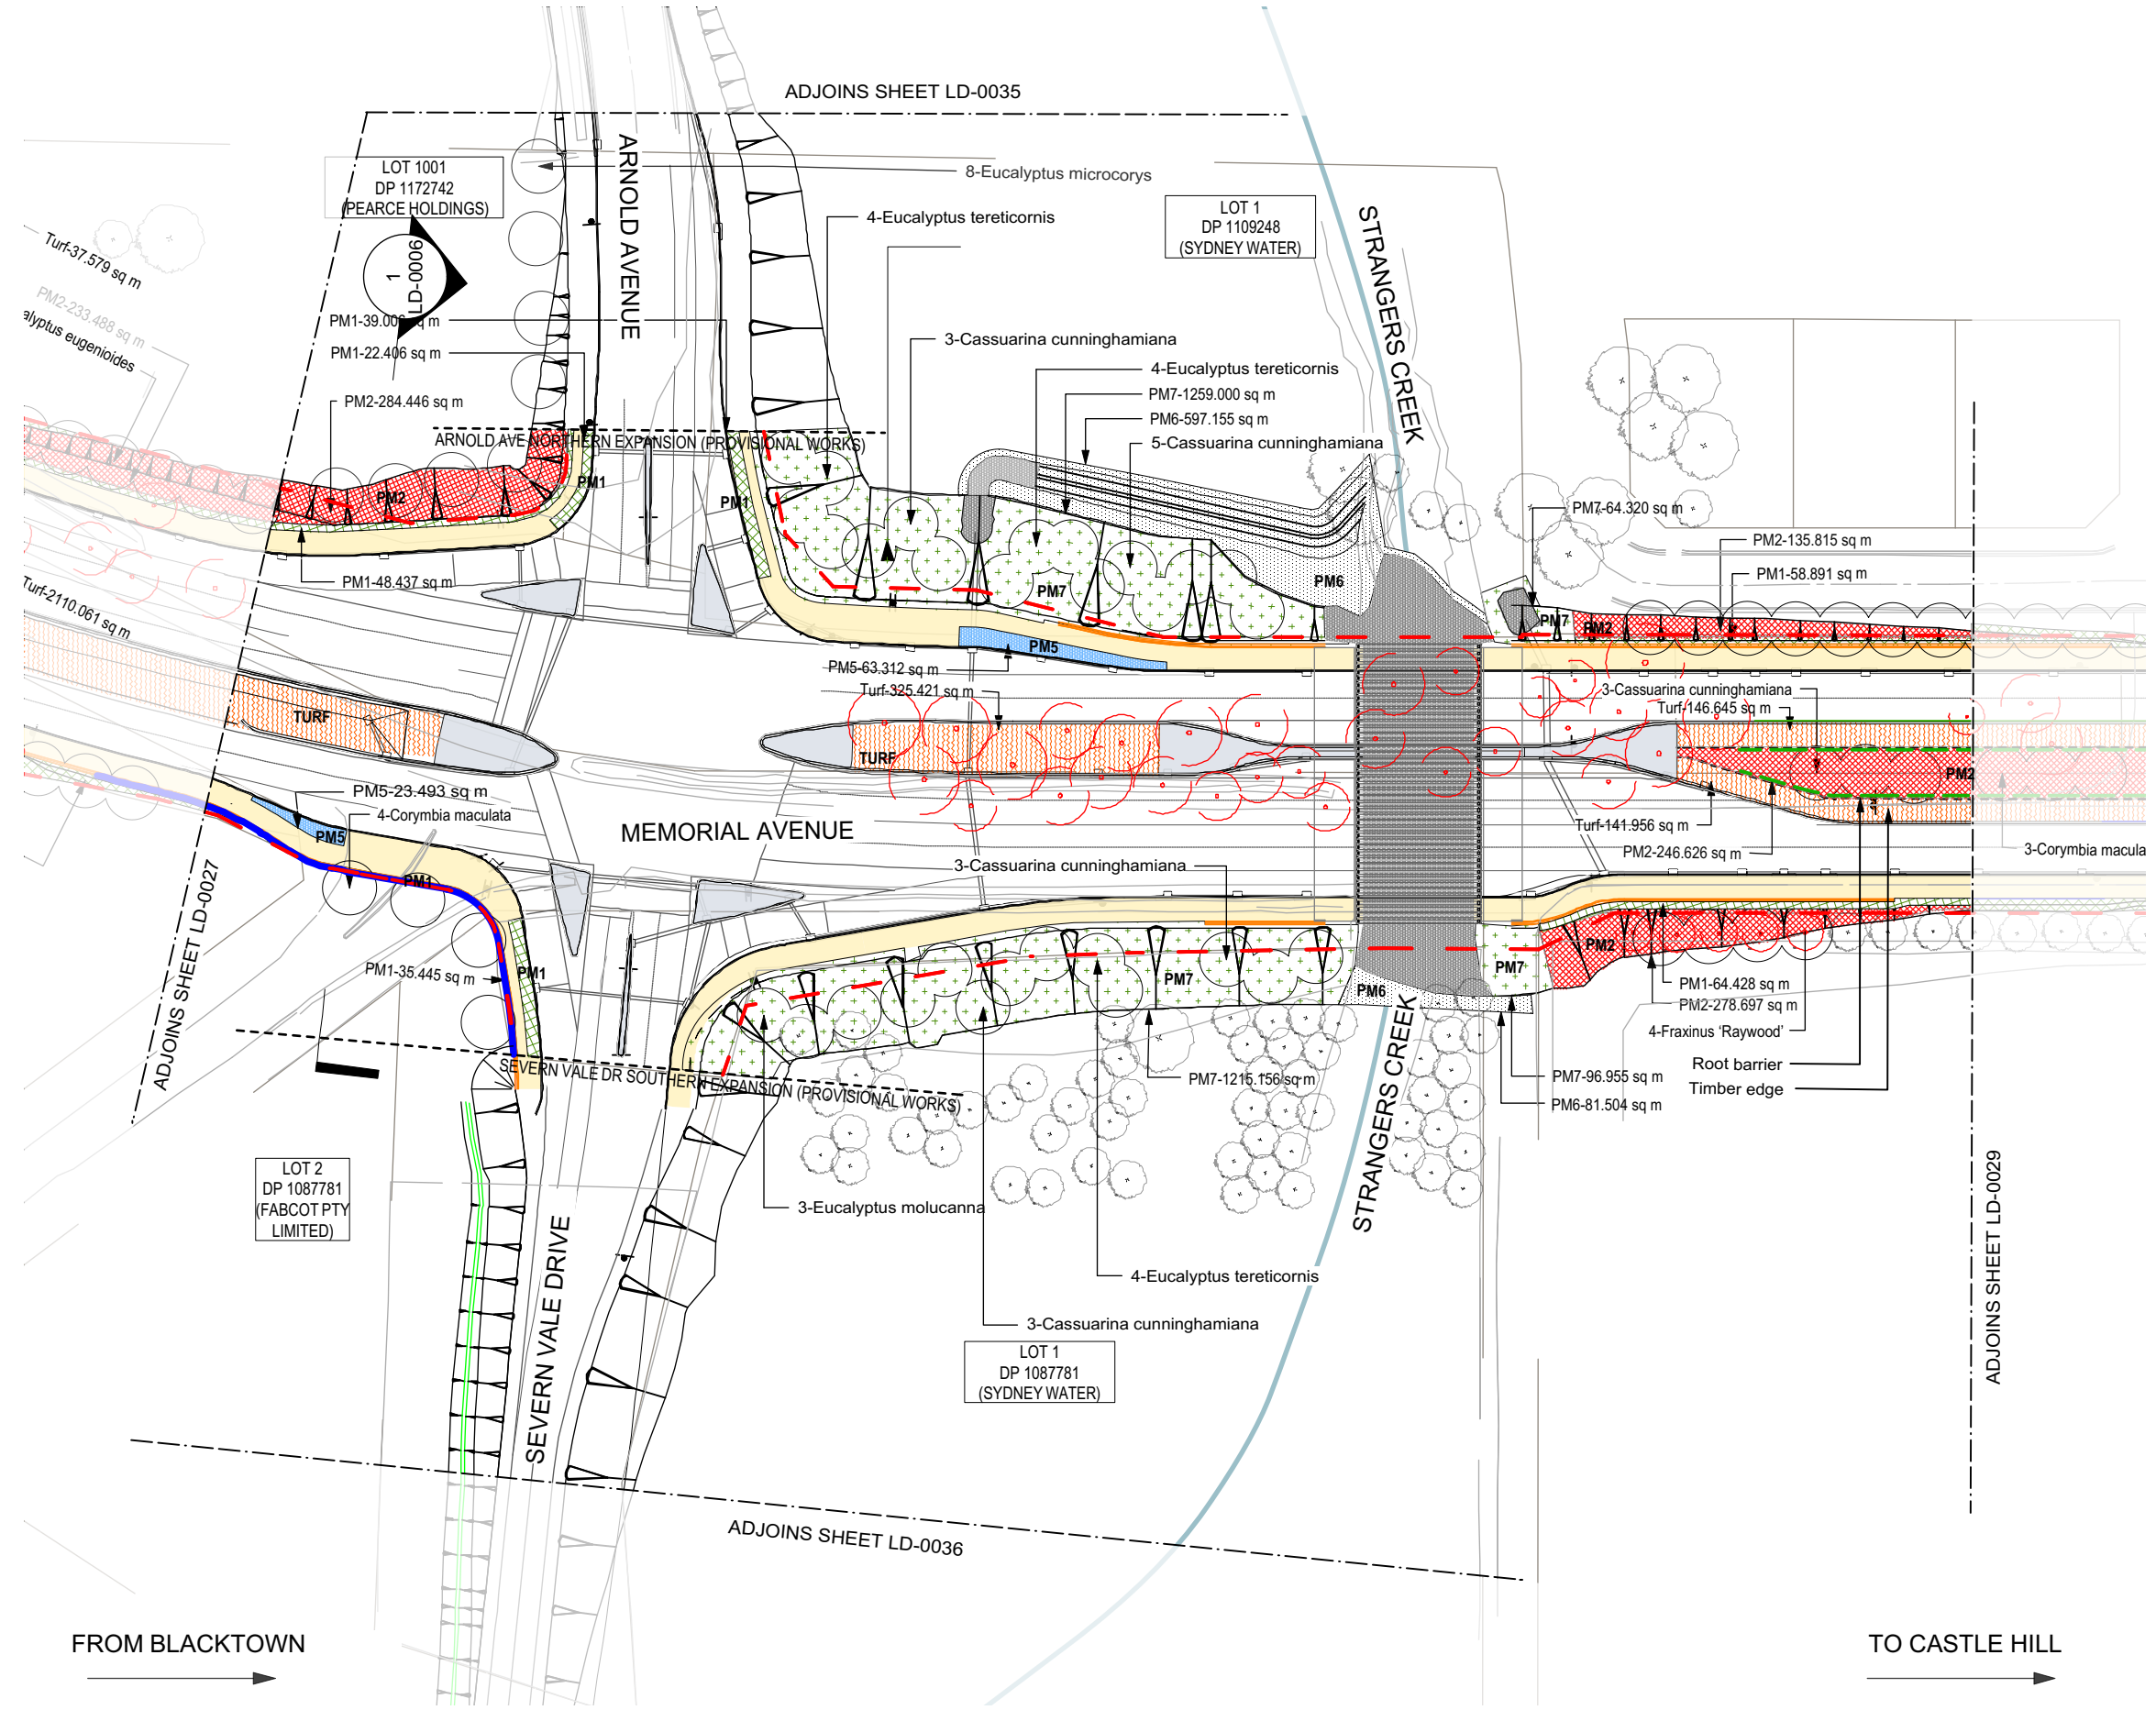 ADJOINS SHEET LD-0035
LOT 1001
DP 1172742
(PEARCE HOLDINGS)
ARNOLD AVENUE
8-Eucalyptus microcorys
4-Eucalyptus tereticornis
LOT 1
DP 1109248
(SYDNEY WATER)
STRANGERS CREEK
1
LD-0006
Turf-37.579 sq m
PM2-233.488 sq m
alyptus eugenioides
PM1-39.006 sq m
PM1-22.406 sq m
PM2-284.446 sq m
3-Cassuarina cunninghamiana
4-Eucalyptus tereticornis
PM7-1259.000 sq m
PM6-597.155 sq m
5-Cassuarina cunninghamiana
ARNOLD AVE NORTHERN EXPANSION (PROVISIONAL WORKS)
PM1
PM2
PM1
PM7-64.320 sq m
PM2-135.815 sq m
PM1-58.891 sq m
PM1-48.437 sq m
Turf-2110.061 sq m
PM7
PM6
PM7
PM2
PM5
PM5-63.312 sq m
Turf-325.421 sq m
3-Cassuarina cunninghamiana
Turf-146.645 sq m
TURF
TURF
PM2
PM5-23.493 sq m
4-Corymbia maculata
PM5
MEMORIAL AVENUE
Turf-141.956 sq m
PM2-246.626 sq m
3-Corymbia macula
3-Cassuarina cunninghamiana
PM1
ADJOINS SHEET LD-0027
PM1-35.445 sq m
PM1
PM7
PM6
PM7
PM2
PM1-64.428 sq m
PM2-278.697 sq m
4-Fraxinus ‘Raywood’
Root barrier
Timber edge
PM7-96.955 sq m
PM6-81.504 sq m
PM7-1215.156 sq m
SEVERN VALE DR SOUTHERN EXPANSION (PROVISIONAL WORKS)
STRANGERS CREEK
LOT 2
DP 1087781
(FABCOT PTY
LIMITED)
SEVERN VALE DRIVE
3-Eucalyptus molucanna
4-Eucalyptus tereticornis
3-Cassuarina cunninghamiana
LOT 1
DP 1087781
(SYDNEY WATER)
ADJOINS SHEET LD-0029
ADJOINS SHEET LD-0036
FROM BLACKTOWN
TO CASTLE HILL